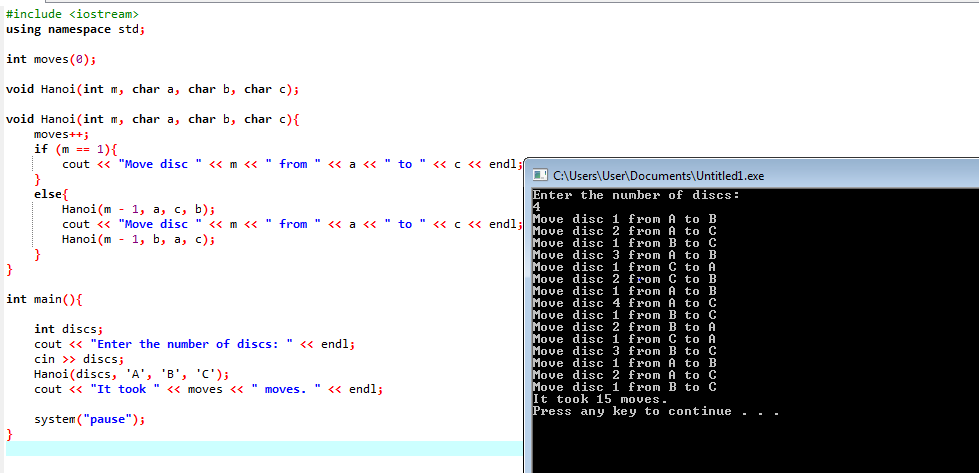 #include <iostream>
using namespace std;
int moves(0);
void Hanoi(int m, char a, char b, char c);
void Hanoi(int m, char a, char b, char c){
moves++;
if (m == 1){
cout << "Move disc " << m << " from " << a << " to " << c << endl;
}
else{
Hanoi(m - 1, a, c, b);
cout << "Move disc " << m << " from " << a << " to " << c << endl;
Hanoi(m - 1, b, a, c);
}
}
int main(){
int discs;
cout << "Enter the number of discs: " << endl;
cin >> discs;
Hanoi(discs, 'A', 'B', 'C');
cout << "It took " << moves << " moves. " << endl;
system("pause");
}
C:\Users\User\Documents\Untitled1.exe
Enter the number of discs:
4
Move disc 1 from A to B
Move disc 2 from A to C
Move disc 1 from B to C
Move disc 3 from A to B
Move disc 1 from C to A
Move disc 2 from C to B
Move disc 1 from A to B
Move disc 4 from A to C
Move disc 1 from B to C
Move disc 2 from B to A
Move disc 1 from C to A
Move disc 3 from B to C
Move disc 1 from A to B
Move disc 2 from A to C
Move disc 1 from B to C
It took 15 moves.
Press any key to continue . . .